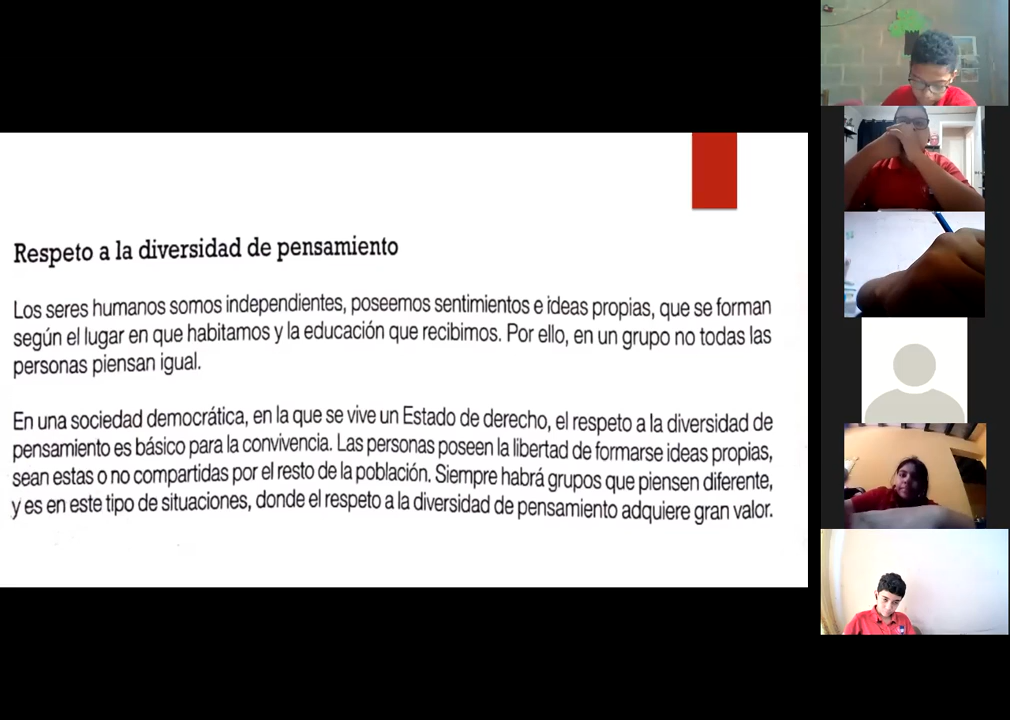 Respeto a la diversidad de pensamiento
Los seres humanos somos independientes, poseemos sentimientos e ideas propias, que se forman
según el lugar en que habitamos y la educación que recibimos. Por ello, en un grupo no todas las
personas piensan igual.
En una sociedad democrática, en la que se vive un Estado de derecho, el respeto a la diversidad de
pensamiento es básico para la convivencia. Las personas poseen la libertad de formarse ideas propias,
sean estas o no compartidas por el resto de la población. Siempre habrá grupos que piensen diferente,
y es en este tipo de situaciones, donde el respeto a la diversidad de pensamiento adquiere gran valor.